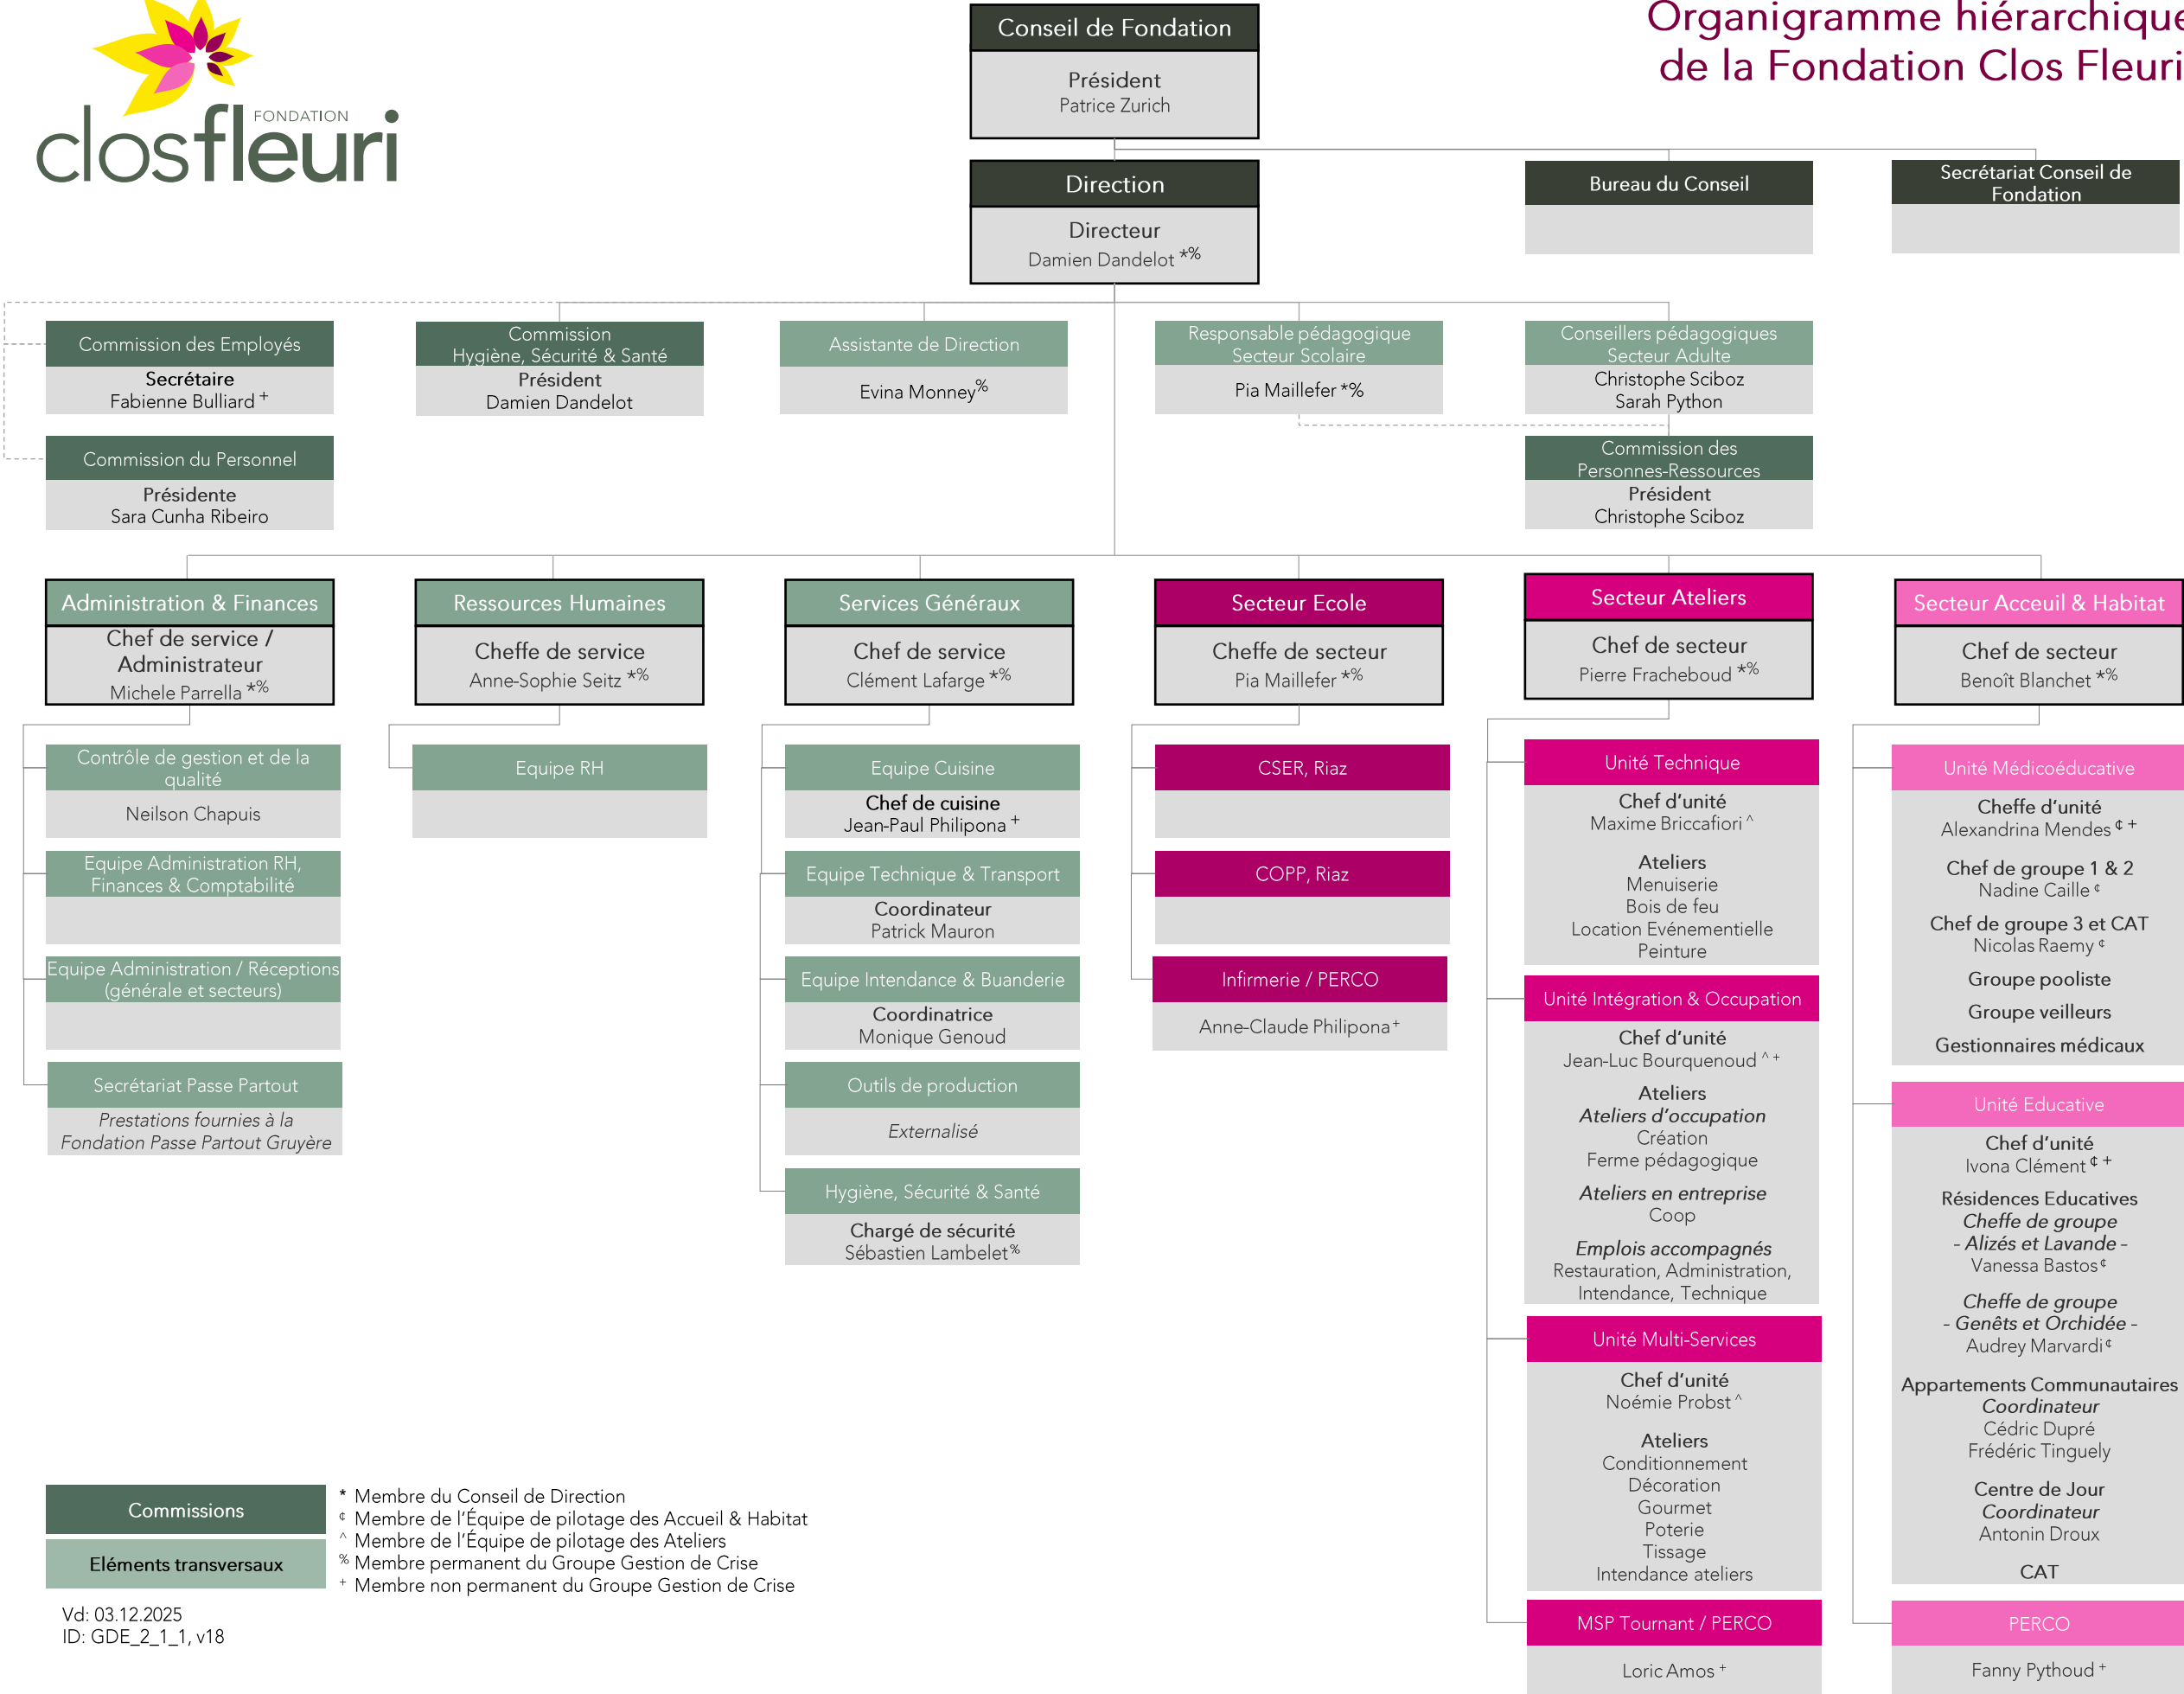 Organigramme hiérarchique
de la Fondation Clos Fleuri
FONDATION
closfleuri
Conseil de Fondation
Président
Patrice Zurich
Direction
Directeur
Damien Dandelot *%
Bureau du Conseil
Secrétariat Conseil de
Fondation
Commission des Employés
Secrétaire
Fabienne Bulliard +
Commission
Hygiène, Sécurité & Santé
Président
Damien Dandelot
Assistante de Direction
Evina Monney%
Responsable pédagogique
Secteur Scolaire
Pia Maillefer *%
Conseillers pédagogiques
Secteur Adulte
Christophe Sciboz
Sarah Python
Commission du Personnel
Présidente
Sara Cunha Ribeiro
Commission des
Personnes-Ressources
Président
Christophe Sciboz
Administration & Finances
Chef de service /
Administrateur
Michele Parrella *%
Contrôle de gestion et de la
qualité
Neilson Chapuis
Equipe Administration RH,
Finances & Comptabilité
Equipe Administration / Réceptions
(générale et secteurs)
Secrétariat Passe Partout
Prestations fournies à la
Fondation Passe Partout Gruyère
Ressources Humaines
Cheffe de service
Anne-Sophie Seitz *%
Equipe RH
Services Généraux
Chef de service
Clément Lafarge *%
Equipe Cuisine
Chef de cuisine
Jean-Paul Philipona +
Equipe Technique & Transport
Coordinateur
Patrick Mauron
Equipe Intendance & Buanderie
Coordinatrice
Monique Genoud
Outils de production
Externalisé
Hygiène, Sécurité & Santé
Chargé de sécurité
Sébastien Lambelet%
Secteur Ecole
Cheffe de secteur
Pia Maillefer *%
CSER, Riaz
COPP, Riaz
Infirmerie / PERCO
Anne-Claude Philipona+
Secteur Ateliers
Chef de secteur
Pierre Fracheboud *%
Unité Technique
Chef d'unité
Maxime Briccafiori ^
Ateliers
Menuiserie
Bois de feu
Location Evénementielle
Peinture
Unité Intégration & Occupation
Chef d'unité
Jean-Luc Bourquenoud ^ +
Ateliers
Ateliers d'occupation
Création
Ferme pédagogique
Ateliers en entreprise
Coop
Emplois accompagnés
Restauration, Administration,
Intendance, Technique
Unité Multi-Services
Chef d'unité
Noémie Probst ^
Ateliers
Conditionnement
Décoration
Gourmet
Poterie
Tissage
Intendance ateliers
MSP Tournant / PERCO
Loric Amos +
Secteur Acceuil & Habitat
Chef de secteur
Benoît Blanchet *%
Unité Médicoéducative
Cheffe d'unité
Alexandrina Mendes ¢ +
Chef de groupe 1 & 2
Nadine Caille ¢
Chef de groupe 3 et CAT
Nicolas Raemy ¢
Groupe pooliste
Groupe veilleurs
Gestionnaires médicaux
Unité Educative
Chef d'unité
Ivona Clément ¢ +
Résidences Educatives
Cheffe de groupe
- Alizés et Lavande -
Vanessa Bastos ¢
Cheffe de groupe
- Genêts et Orchidée -
Audrey Marvardi ¢
Appartements Communautaires
Coordinateur
Cédric Dupré
Frédéric Tinguely
Centre de Jour
Coordinateur
Antonin Droux
CAT
PERCO
Fanny Pythoud +
Commissions
Eléments transversaux
* Membre du Conseil de Direction
¢ Membre de l'Équipe de pilotage des Accueil & Habitat
^ Membre de l'Équipe de pilotage des Ateliers
% Membre permanent du Groupe Gestion de Crise
+ Membre non permanent du Groupe Gestion de Crise
Vd: 03.12.2025
ID: GDE_2_1_1, v18